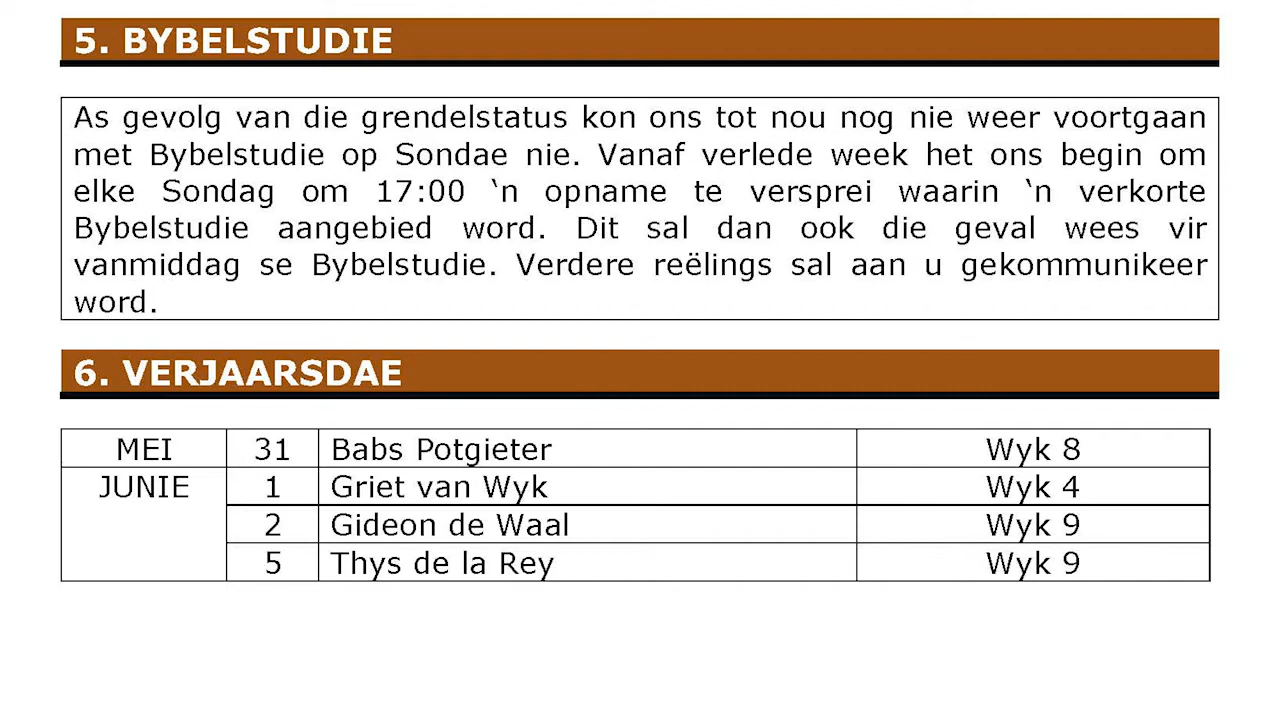 5. BYBELSTUDIE
As gevolg van die grendelstatus kon ons tot nou nog nie weer voortgaan
met Bybelstudie op Sondae nie. Vanaf verlede week het ons begin om
elke Sondag om 17:00 ‘n opname te versprei waarin ‘n verkorte
Bybelstudie aangebied word. Dit sal dan ook die geval wees vir
vanmiddag se Bybelstudie. Verdere reëlings sal aan u gekommunikeer
word.
6. VERJAARSDAE
MEI 31 Babs Potgieter Wyk 8
JUNIE 1 Griet van Wyk Wyk 4
2 Gideon de Waal Wyk 9
5 Thys de la Rey Wyk 9